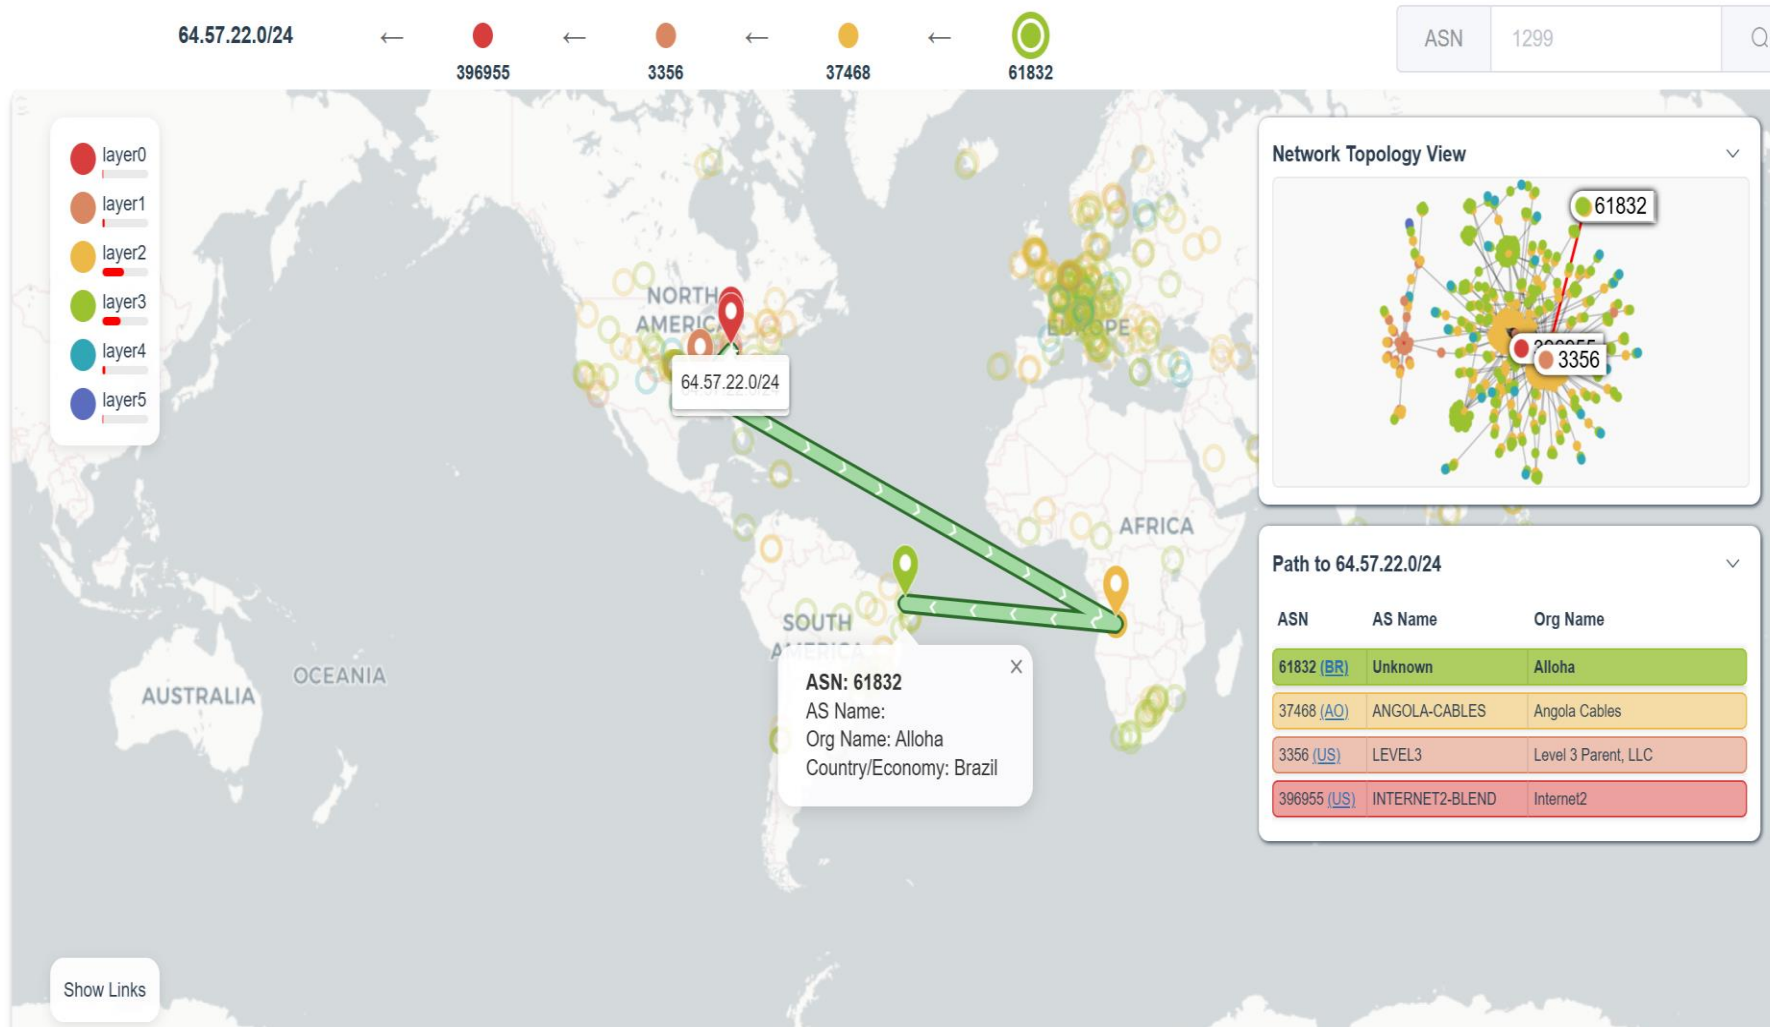 64.57.22.0/24 ← ← ← ←
396955 3356 37468 61832
ASN 1299
layer0
layer1
layer2
layer3
layer4
layer5
NORTH
AMERICA
EUROPE
AFRICA
SOUTH
AMERICA
OCEANIA
AUSTRALIA
64.57.22.0/24
X
ASN: 61832
AS Name:
Org Name: Alloha
Country/Economy: Brazil
Network Topology View
61832
396955
3356
Path to 64.57.22.0/24
ASN AS Name Org Name
61832 (BR) Unknown Alloha
37468 (AO) ANGOLA-CABLES Angola Cables
3356 (US) LEVEL3 Level 3 Parent, LLC
396955 (US) INTERNET2-BLEND Internet2
Show Links